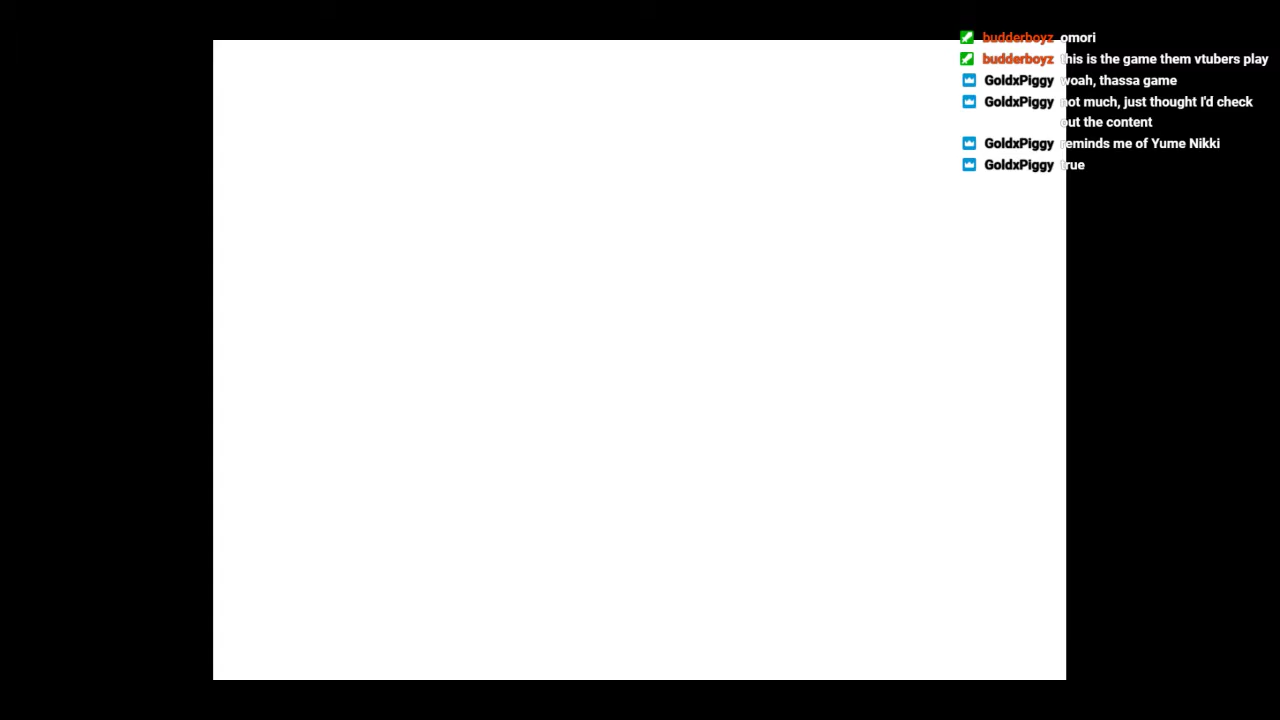 budderboyz omori
budderboyz this is the game them vtubers play
GoldxPiggy woah, thassa game
GoldxPiggy not much, just thought I'd check
out the content
GoldxPiggy reminds me of Yume Nikki
GoldxPiggy true